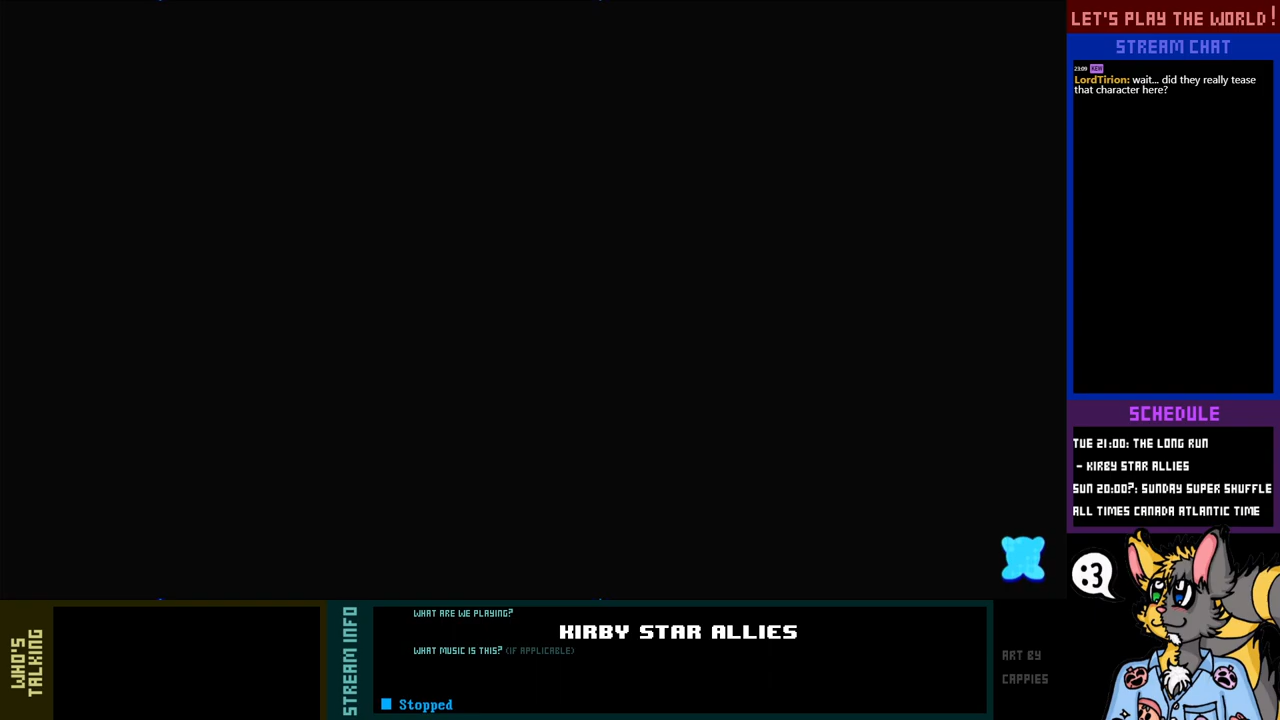 LET'S PLAY THE WORLD!
STREAM CHAT
23:09 NEW
LordTirion: wait... did they really tease
that character here?
SCHEDULE
TUE 21:00: THE LONG RUN
- KIRBY STAR ALLIES
SUN 20:00?: SUNDAY SUPER SHUFFLE
ALL TIMES CANADA ATLANTIC TIME
:3
WHO'S
TALKING
STREAM INFO
WHAT ARE WE PLAYING?
KIRBY STAR ALLIES
WHAT MUSIC IS THIS? (IF APPLICABLE)
Stopped
ART BY
CAPPIES